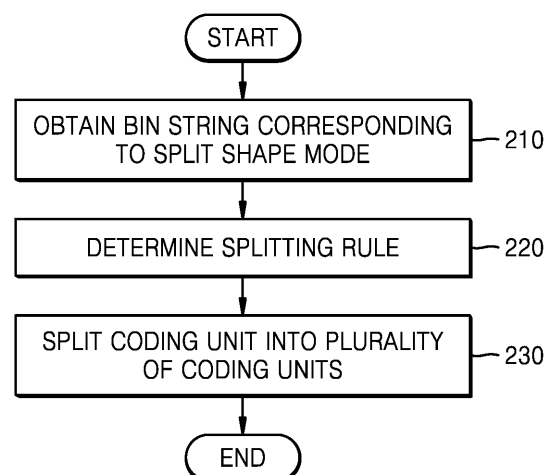 START
OBTAIN BIN STRING CORRESPONDING
TO SPLIT SHAPE MODE
210
DETERMINE SPLITTING RULE
220
SPLIT CODING UNIT INTO PLURALITY
OF CODING UNITS
230
END